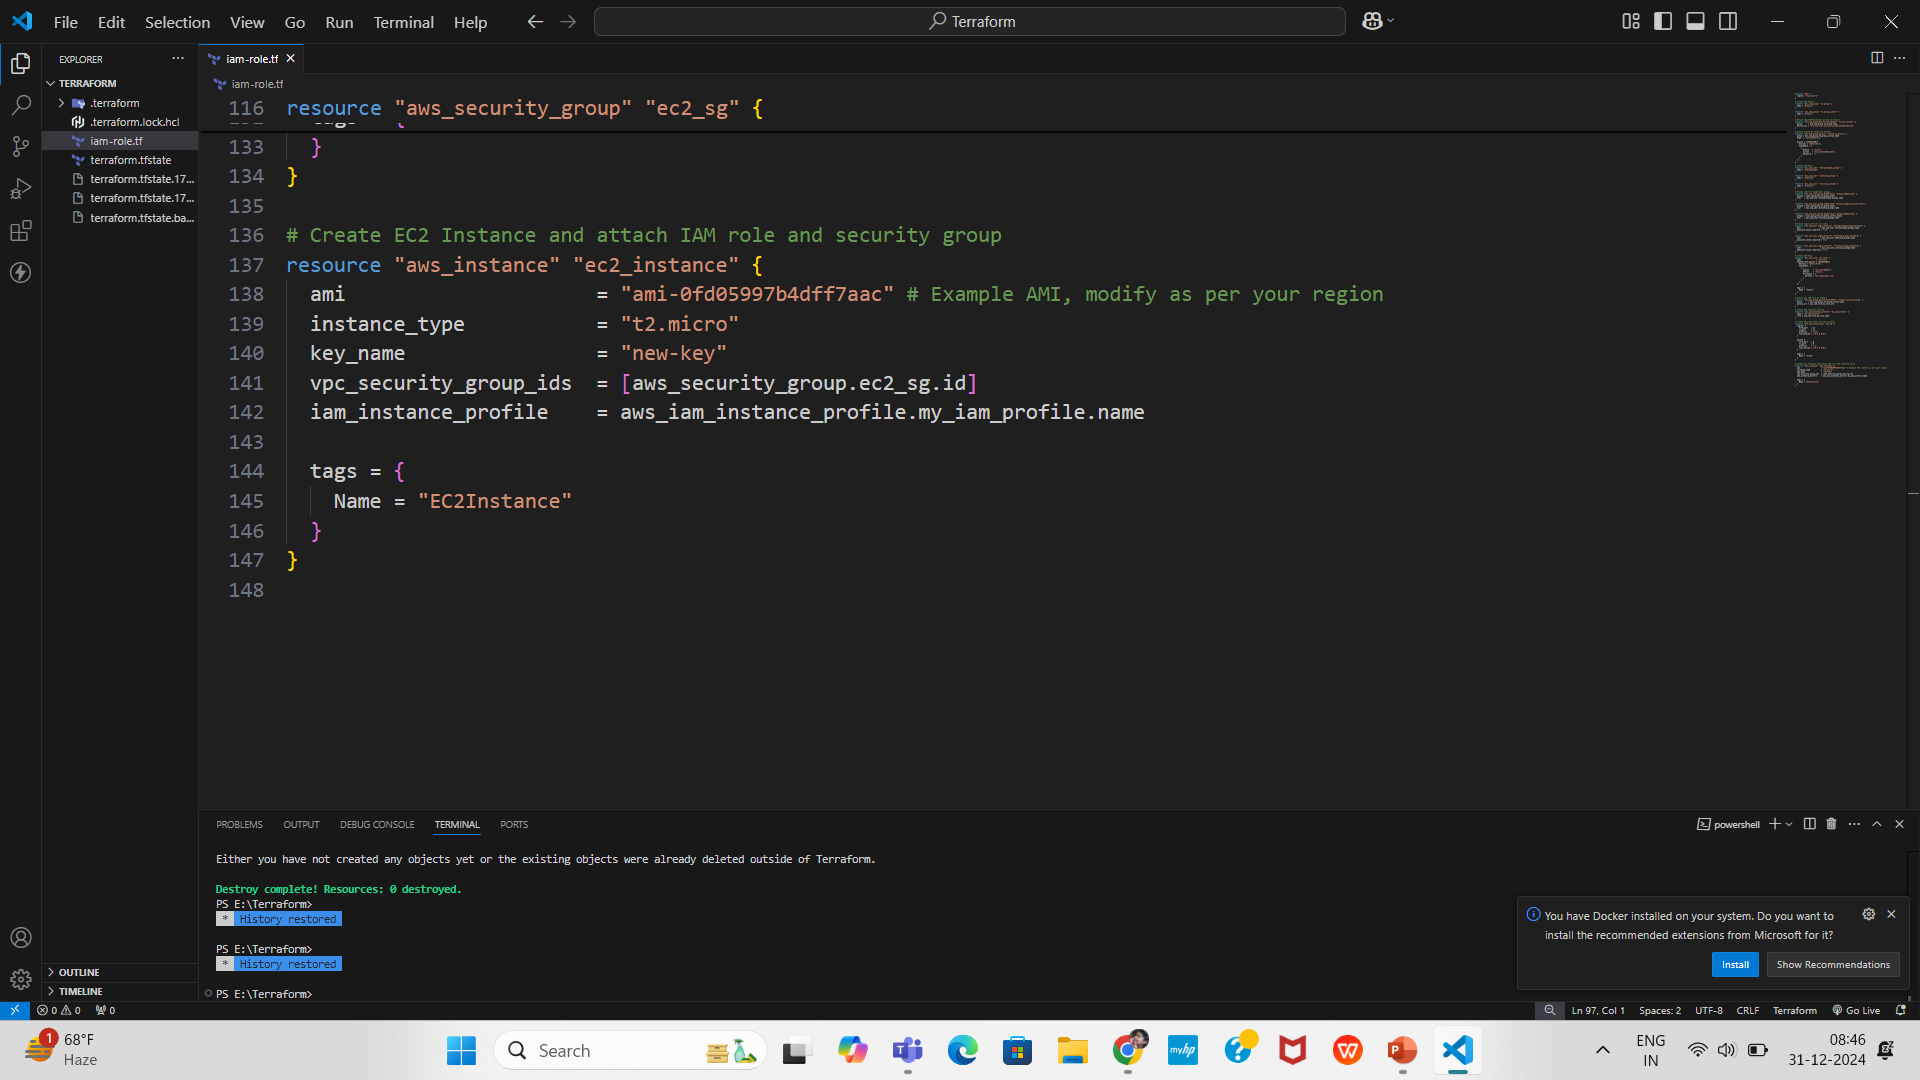 File Edit Selection View Go Run Terminal Help
Terraform
EXPLORER
TERRAFORM
.terraform
.terraform.lock.hcl
iam-role.tf
terraform.tfstate
terraform.tfstate.17...
terraform.tfstate.17...
terraform.tfstate.ba...
OUTLINE
TIMELINE
iam-role.tf
iam-role.tf
116 resource "aws_security_group" "ec2_sg" {
133 }
134 }
135
136 # Create EC2 Instance and attach IAM role and security group
137 resource "aws_instance" "ec2_instance" {
138 ami = "ami-0fd05997b4dff7aac" # Example AMI, modify as per your region
139 instance_type = "t2.micro"
140 key_name = "new-key"
141 vpc_security_group_ids = [aws_security_group.ec2_sg.id]
142 iam_instance_profile = aws_iam_instance_profile.my_iam_profile.name
143
144 tags = {
145 Name = "EC2Instance"
146 }
147 }
148
PROBLEMS OUTPUT DEBUG CONSOLE TERMINAL PORTS
powershell
Either you have not created any objects yet or the existing objects were already deleted outside of Terraform.
Destroy complete! Resources: 0 destroyed.
PS E:\Terraform>
* History restored
PS E:\Terraform>
* History restored
PS E:\Terraform>
You have Docker installed on your system. Do you want to
install the recommended extensions from Microsoft for it?
Install Show Recommendations
0 0 0
Ln 97, Col 1 Spaces: 2 UTF-8 CRLF Terraform Go Live
1
68°F
Haze
Search
myhp
ENG
IN
08:46
31-12-2024